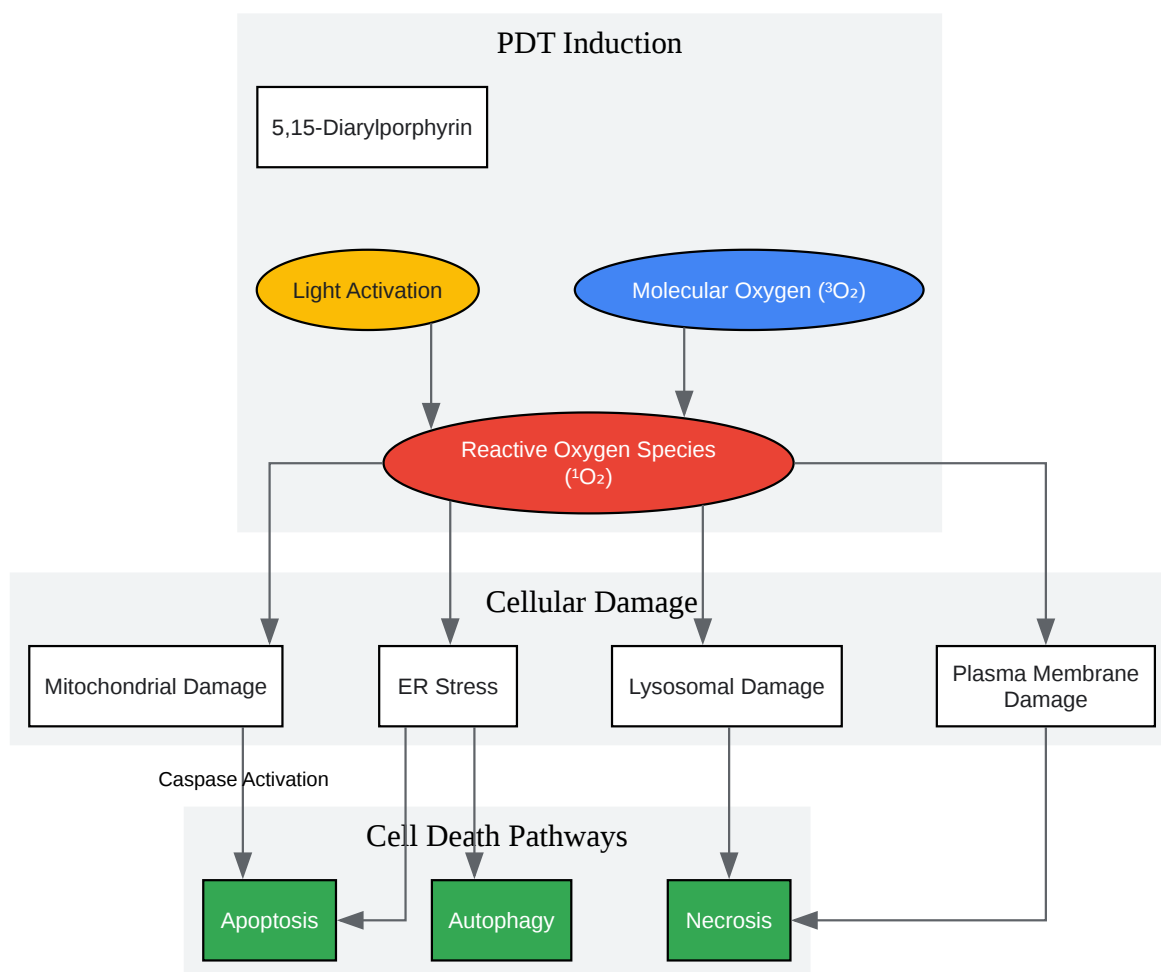 PDT Induction
5,15-Diarylporphyrin
Light Activation
Molecular Oxygen (³O₂)
Reactive Oxygen Species
(¹O₂)
Cellular Damage
Mitochondrial Damage
ER Stress
Lysosomal Damage
Plasma Membrane
Damage
Caspase Activation
Cell Death Pathways
Apoptosis
Autophagy
Necrosis